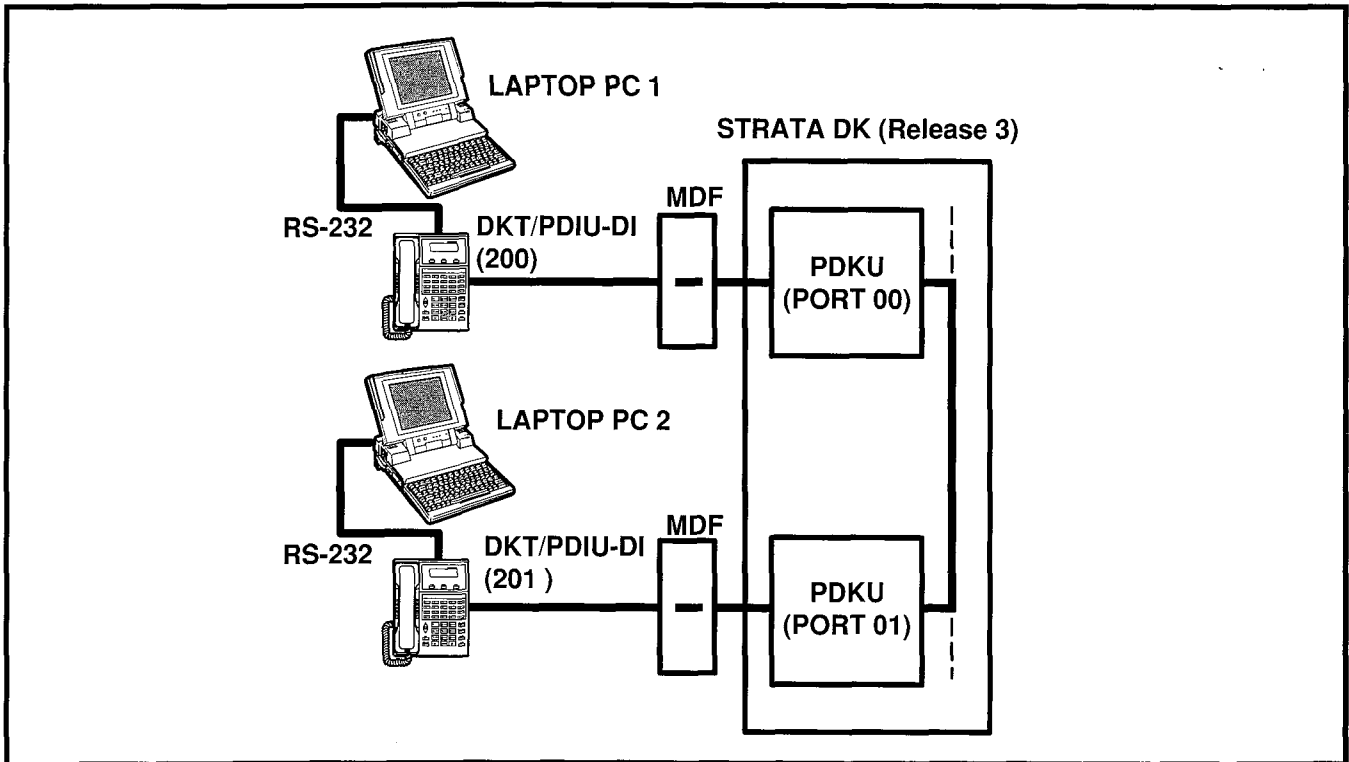 LAPTOP PC 1
STRATA DK (Release 3)
MDF
RS-232
DKT/PDIU-DI
(200)
PDKU
(PORT 00)
LAPTOP PC 2
MDF
RS-232
DKT/PDIU-DI
(201 )
PDKU
(PORT 01)